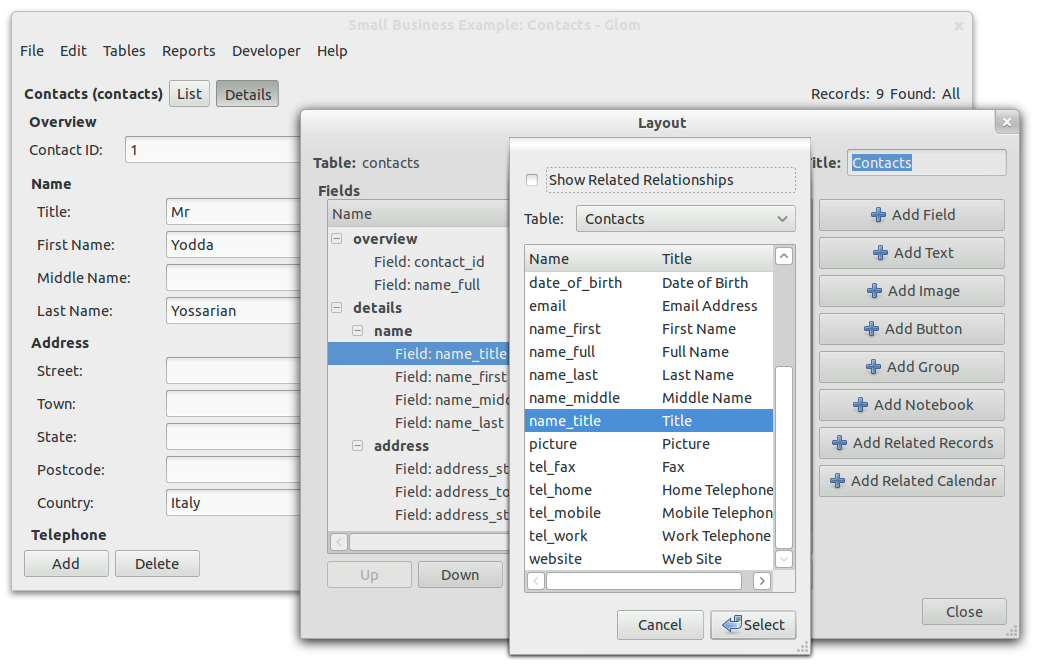 Small Business Example: Contacts - Glom
File Edit Tables Reports Developer Help
Contacts (contacts) List Details
Records: 9 Found: All
Overview
Contact ID: 1
Name
Title: Mr
First Name: Yodda
Middle Name:
Last Name: Yossarian
Address
Street:
Town:
State:
Postcode:
Country: Italy
Telephone
Add Delete
Layout
Table: contacts
Title: Contacts
Fields
Name
overview
Field: contact_id
Field: name_full
details
name
Field: name_title
Field: name_first
Field: name_midd
Field: name_last
address
Field: address_st
Field: address_to
Field: address_st
Up Down
Add Field
Add Text
Add Image
Add Button
Add Group
Add Notebook
Add Related Records
Add Related Calendar
Close
Show Related Relationships
Table: Contacts
Name Title
date_of_birth Date of Birth
email Email Address
name_first First Name
name_full Full Name
name_last Last Name
name_middle Middle Name
name_title Title
picture Picture
tel_fax Fax
tel_home Home Telephone
tel_mobile Mobile Telephon
tel_work Work Telephone
website Web Site
Cancel Select